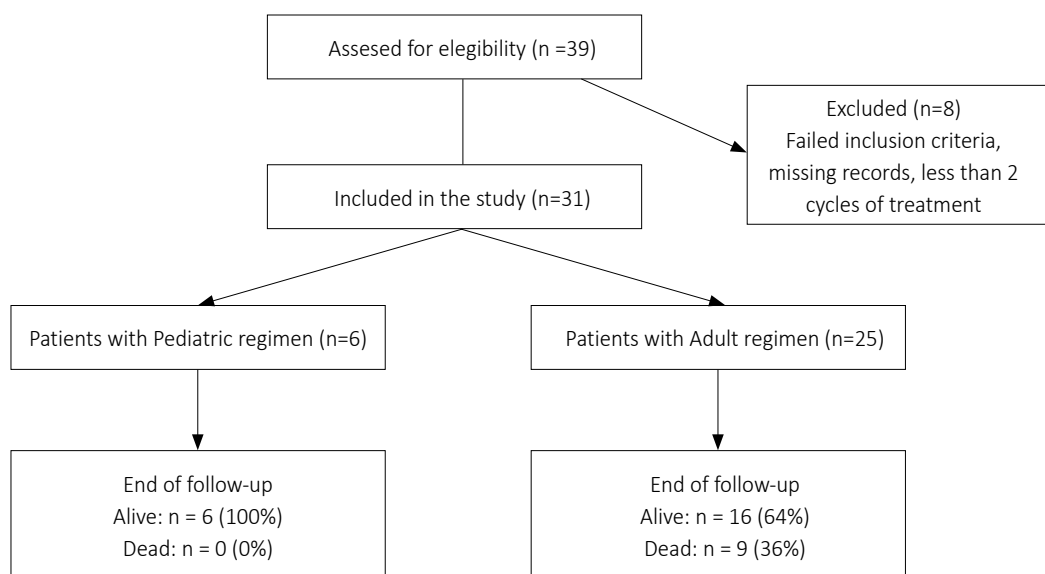 Assesed for elegibility (n =39)
Excluded (n=8)
Failed inclusion criteria,
missing records, less than 2
cycles of treatment
Included in the study (n=31)
Patients with Pediatric regimen (n=6)
Patients with Adult regimen (n=25)
End of follow-up
Alive: n = 6 (100%)
Dead: n = 0 (0%)
End of follow-up
Alive: n = 16 (64%)
Dead: n = 9 (36%)